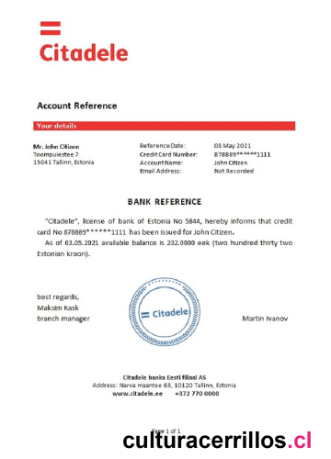 Citadele
Account Reference
Your details
Mr. John Citizen
Toompuiestee 7
15041 Tallinn, Estonia
Reference Date: 03 May 2021
Credit Card Number: 878889******1111
Account Name: John Citizen
Email Address: Not Recorded
BANK REFERENCE
"Citadele", license of bank of Estonia No 5844, hereby informs that credit
card No 878889******1111 has been issued for John Citizen.
As of 03.05.2021 available balance is 232.0000 eek (two hundred thirty two
Estonian kroon).
best regards,
Maksim Kask
branch manager
Citadele
Martin Ivanov
Citadele banka Eesti filiaal AS
Address: Narva maantee 63, 10120 Tallinn, Estonia
www.citadele.ee +372 770 0000
Page 1 of 1
culturacerrillos.cl